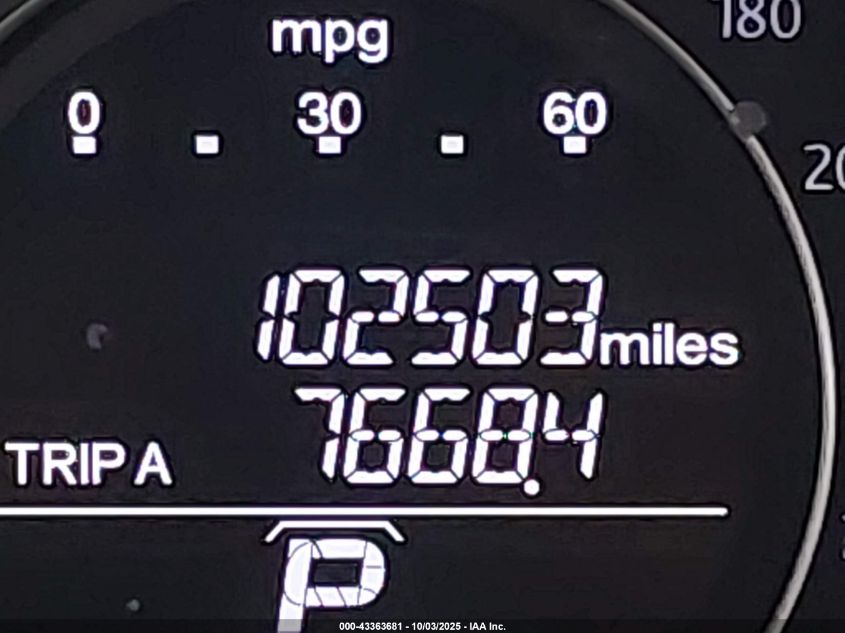 180
mpg
0 30 60
20
102503 miles
TRIP A 7668.4
P
000-43363681 - 10/03/2025 - IAA Inc.